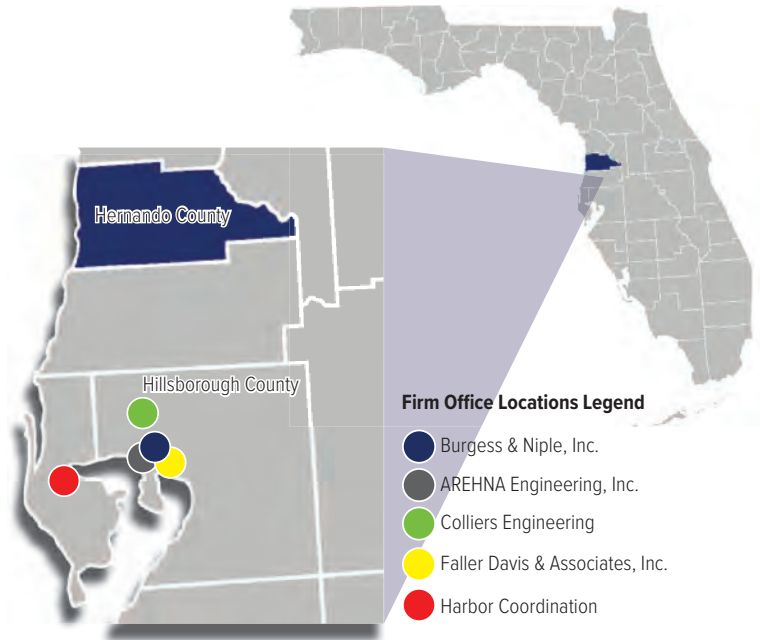 Hernando County
Hillsborough County
Firm Office Locations Legend
Burgess & Niple, Inc.
AREHNA Engineering, Inc.
Colliers Engineering
Faller Davis & Associates, Inc.
Harbor Coordination